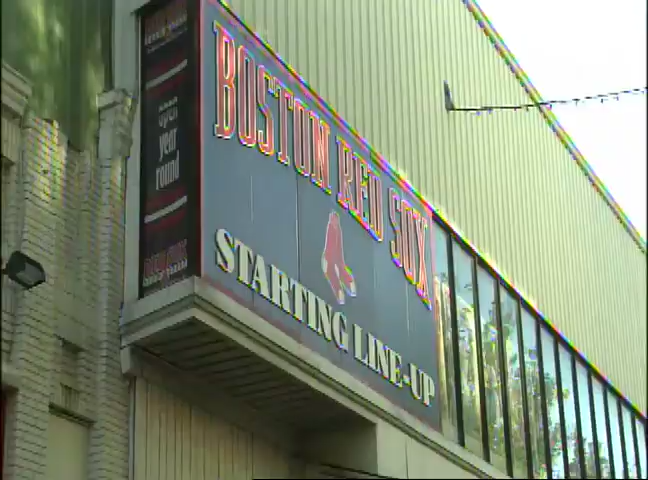 open
year
round
BOSTON RED SOX
STARTING LINE-UP